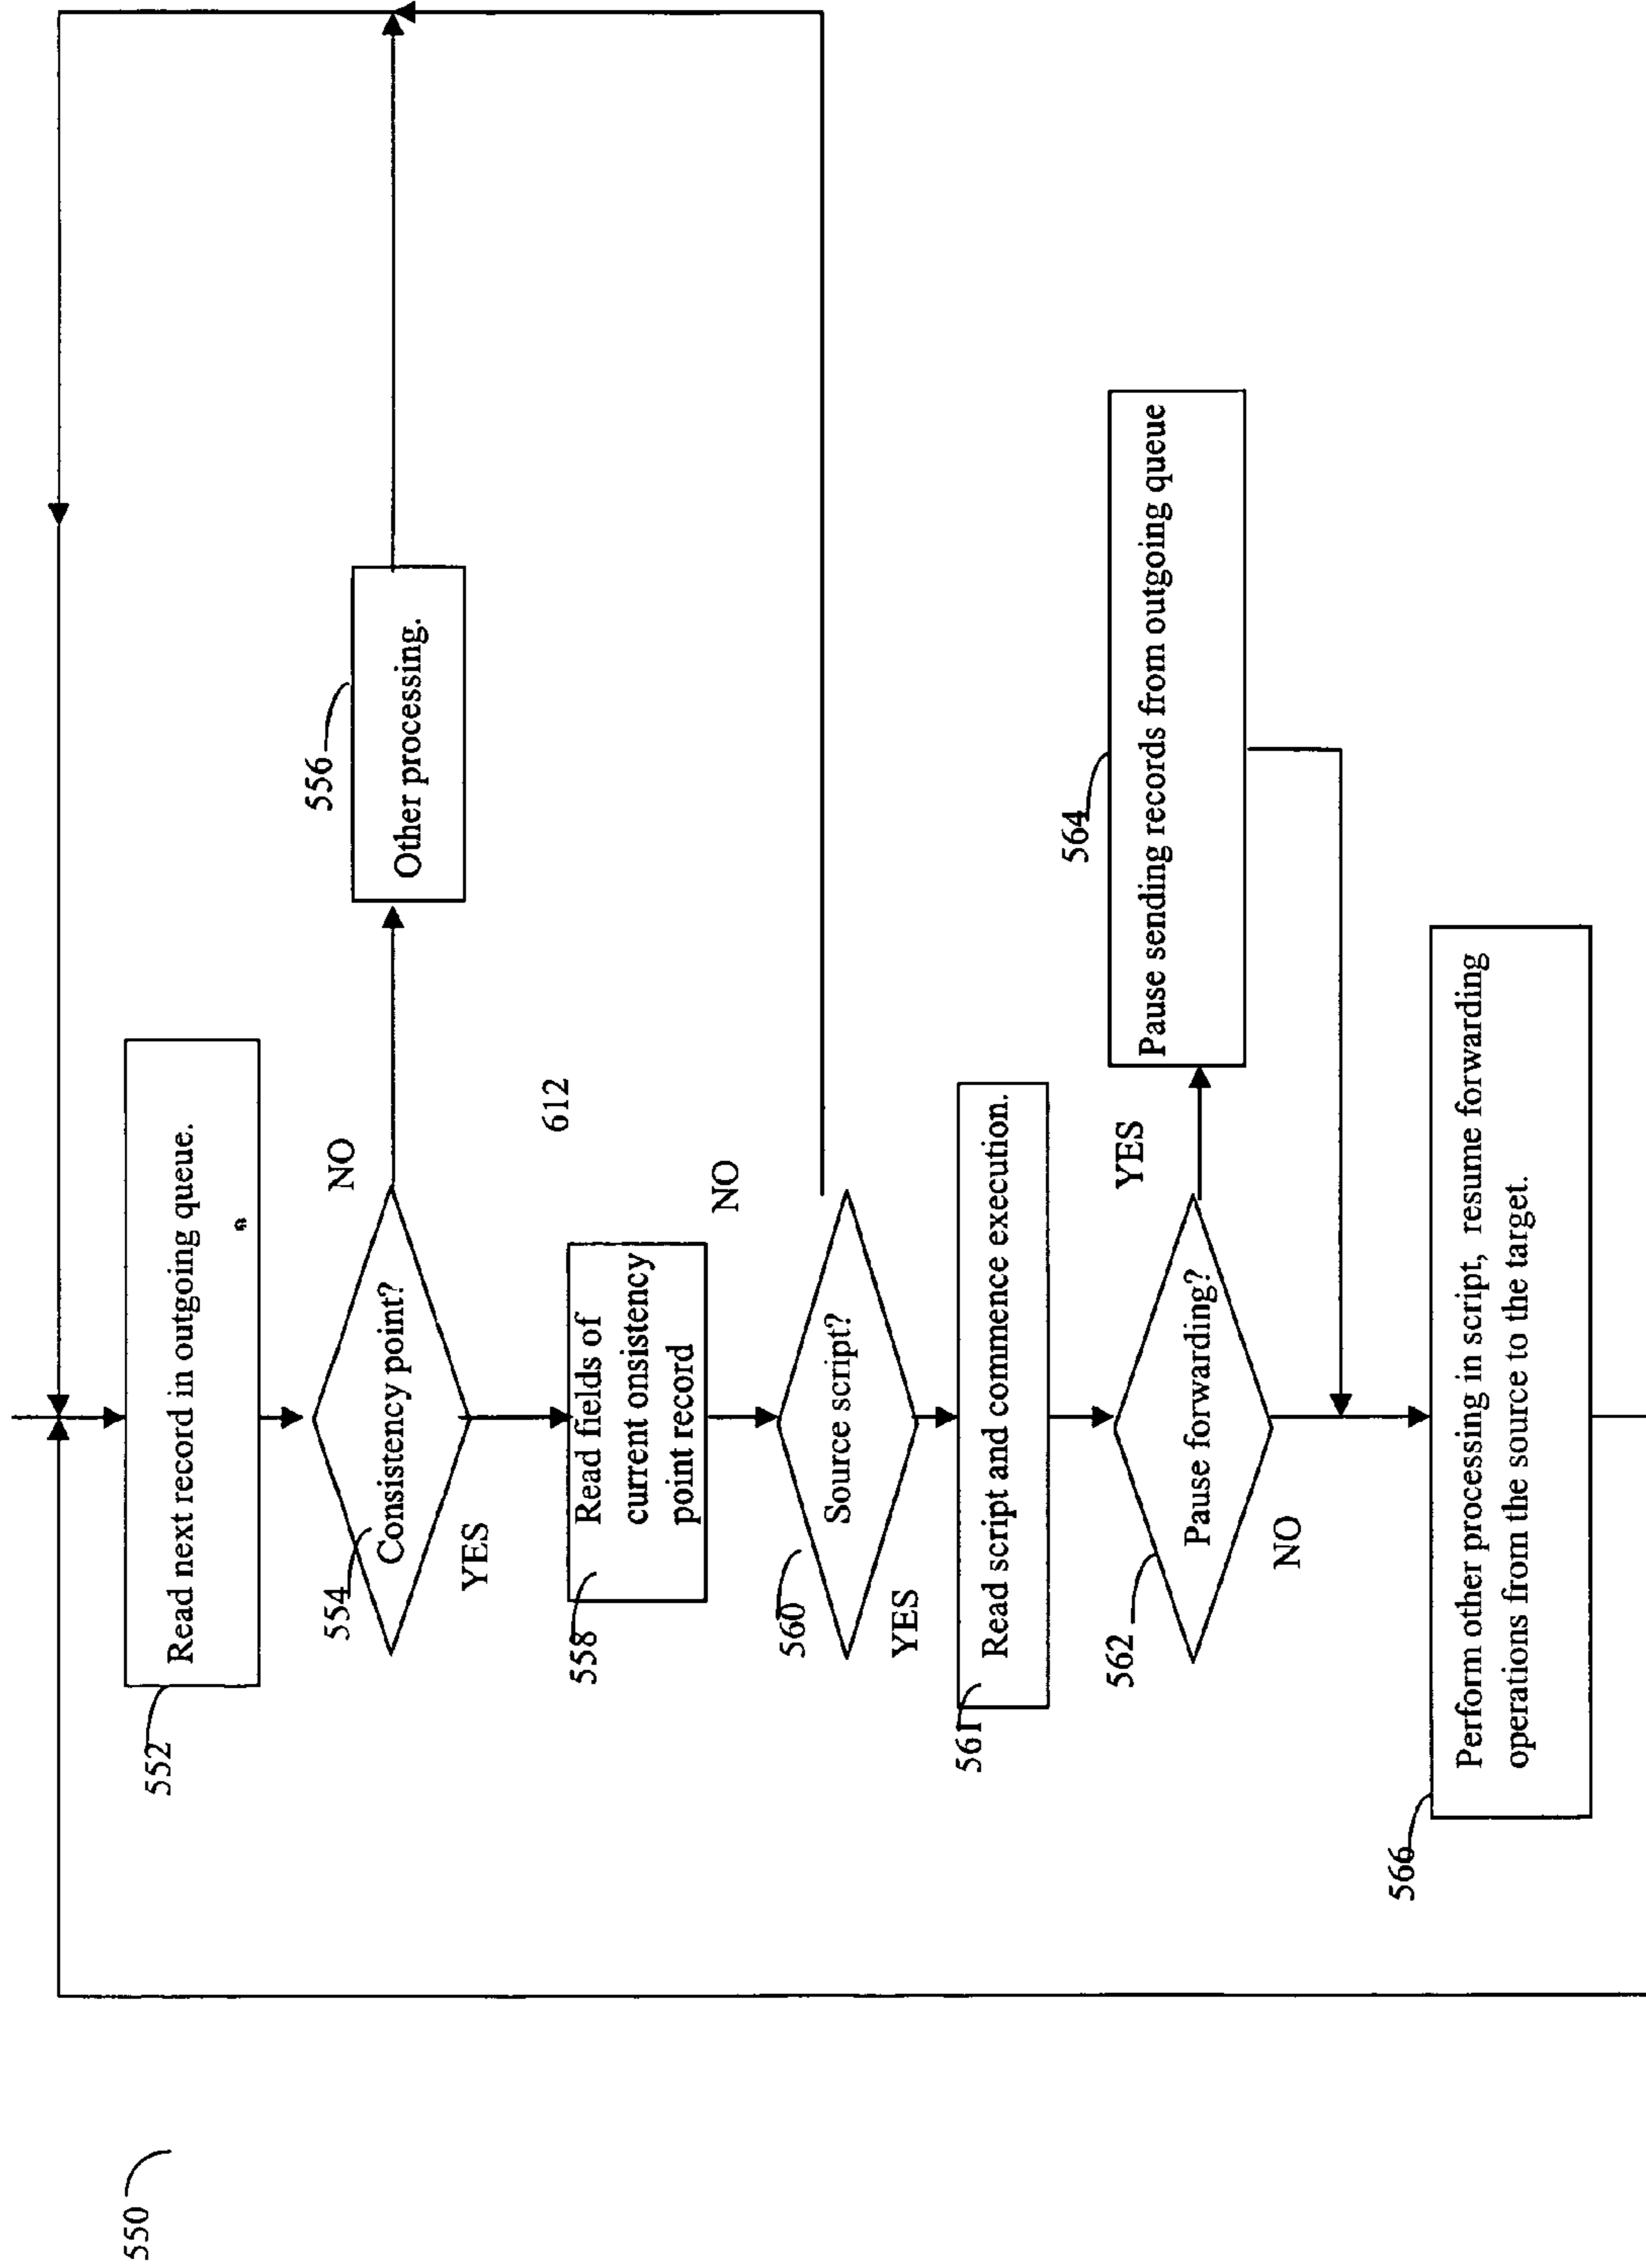 550
552
Read next record in outgoing queue.
554
Consistency point?
NO
556
Other processing.
YES
612
558
Read fields of
current onsistency
point record
560
Source script?
NO
YES
561
Read script and commence execution.
562
Pause forwarding?
YES
564
Pause sending records from outgoing queue
NO
566
Perform other processing in script, resume forwarding
operations from the source to the target.